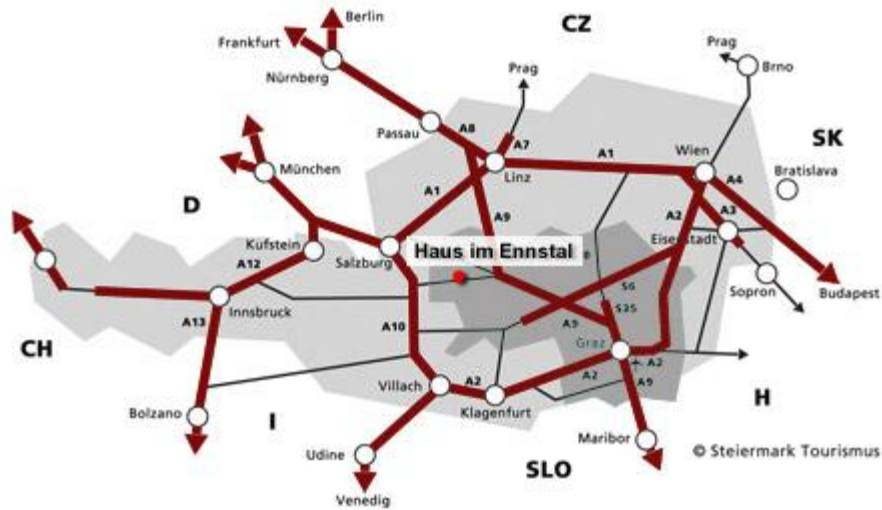 Berlin
Frankfurt
CZ
Prag
Prag
Nürnberg
Brno
Passau
A8
A7
SK
München
Linz
A1
Wien
A4
Bratislava
D
A1
A9
A2
A3
Kufstein
Salzburg
Haus im Ennstal
Eisenstadt
A12
S6
Sopron
Budapest
A13
Innsbruck
A10
A9
S35
CH
Graz
A2
Villach
A2
A2
A9
Bolzano
I
Klagenfurt
H
Udine
Maribor
© Steiermark Tourismus
SLO
Venedig